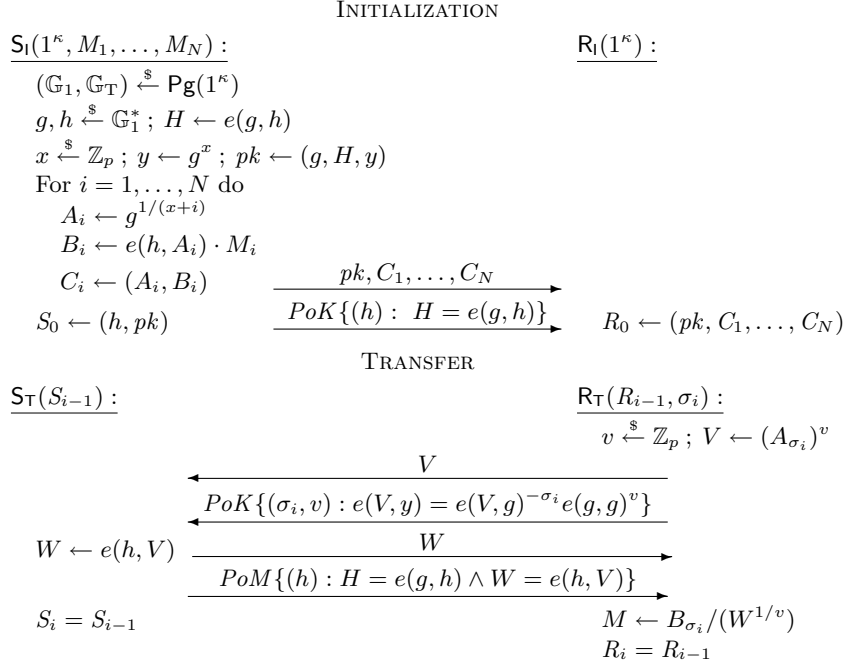 INITIALIZATION
S_I(1^κ, M_1, . . . , M_N) : R_I(1^κ) :
(𝔾_1, 𝔾_T) ←$ Pg(1^κ)
g, h ←$ 𝔾_1^* ; H ← e(g, h)
x ←$ ℤ_p ; y ← g^x ; pk ← (g, H, y)
For i = 1, . . . , N do
A_i ← g^{1/(x+i)}
B_i ← e(h, A_i) · M_i
C_i ← (A_i, B_i) pk, C_1, . . . , C_N
S_0 ← (h, pk) PoK{(h) : H = e(g, h)} R_0 ← (pk, C_1, . . . , C_N)
TRANSFER
S_T(S_{i−1}) : R_T(R_{i−1}, σ_i) :
v ←$ ℤ_p ; V ← (A_{σ_i})^v
V
PoK{(σ_i, v) : e(V, y) = e(V, g)^{−σ_i} e(g, g)^v}
W ← e(h, V) W
PoM{(h) : H = e(g, h) ∧ W = e(h, V)}
S_i = S_{i−1} M ← B_{σ_i}/(W^{1/v})
R_i = R_{i−1}